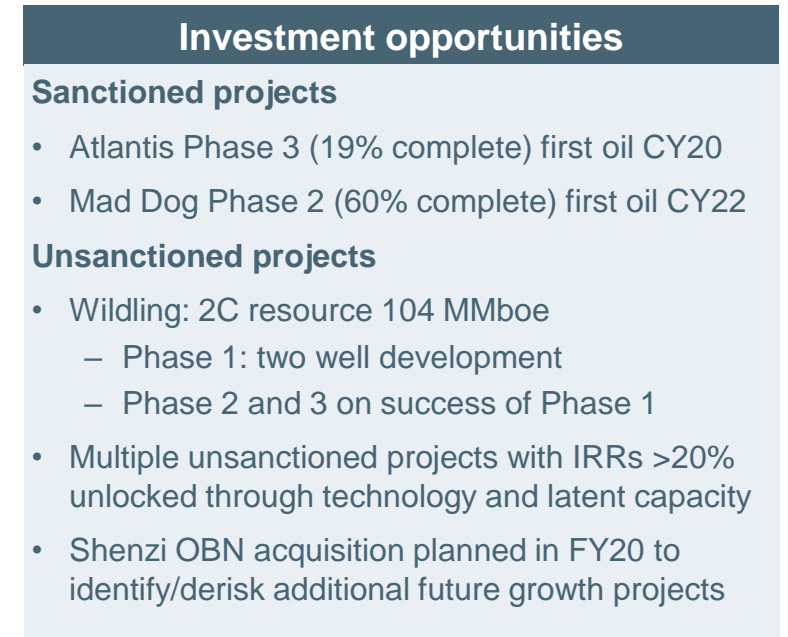 Investment opportunities
Sanctioned projects
• Atlantis Phase 3 (19% complete) first oil CY20
• Mad Dog Phase 2 (60% complete) first oil CY22
Unsanctioned projects
• Wildling: 2C resource 104 MMboe
– Phase 1: two well development
– Phase 2 and 3 on success of Phase 1
• Multiple unsanctioned projects with IRRs >20%
unlocked through technology and latent capacity
• Shenzi OBN acquisition planned in FY20 to
identify/derisk additional future growth projects